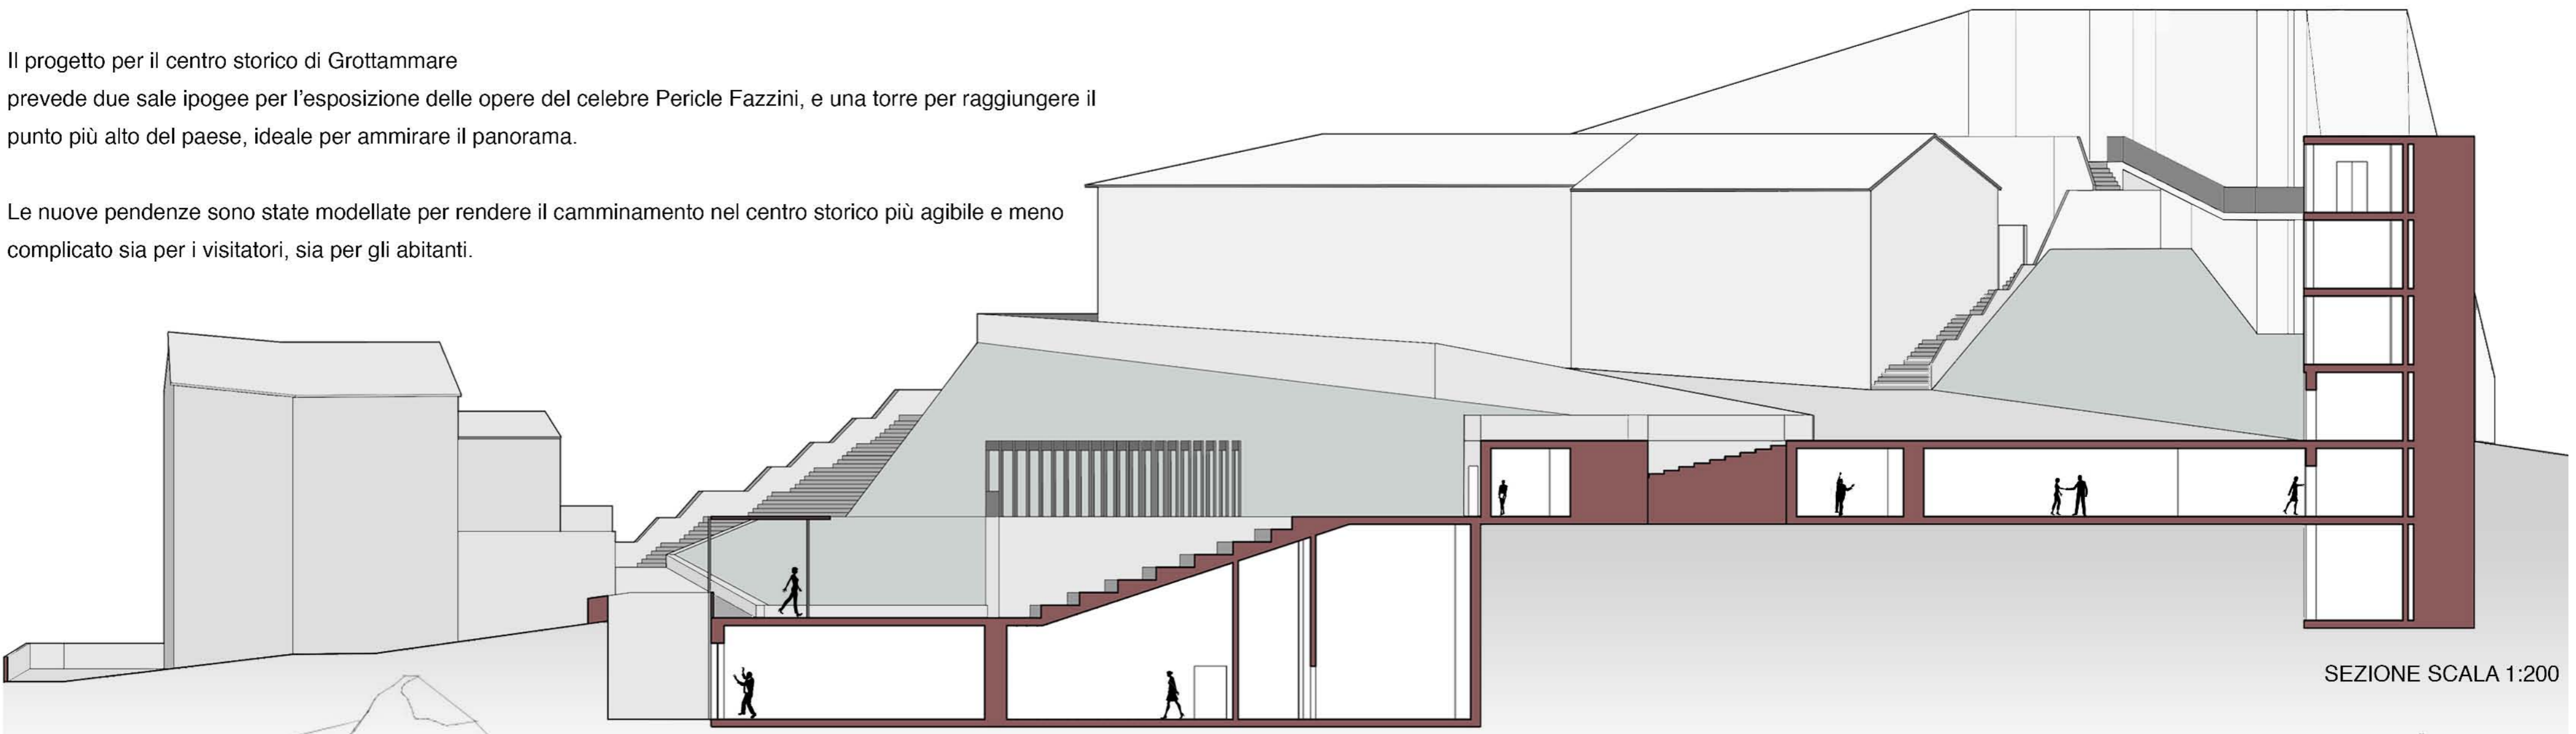 Il progetto per il centro storico di Grottammare
prevede due sale ipogee per l'esposizione delle opere del celebre Pericle Fazzini, e una torre per raggiungere il
punto più alto del paese, ideale per ammirare il panorama.
Le nuove pendenze sono state modellate per rendere il camminamento nel centro storico più agibile e meno
complicato sia per i visitatori, sia per gli abitanti.
SEZIONE SCALA 1:200